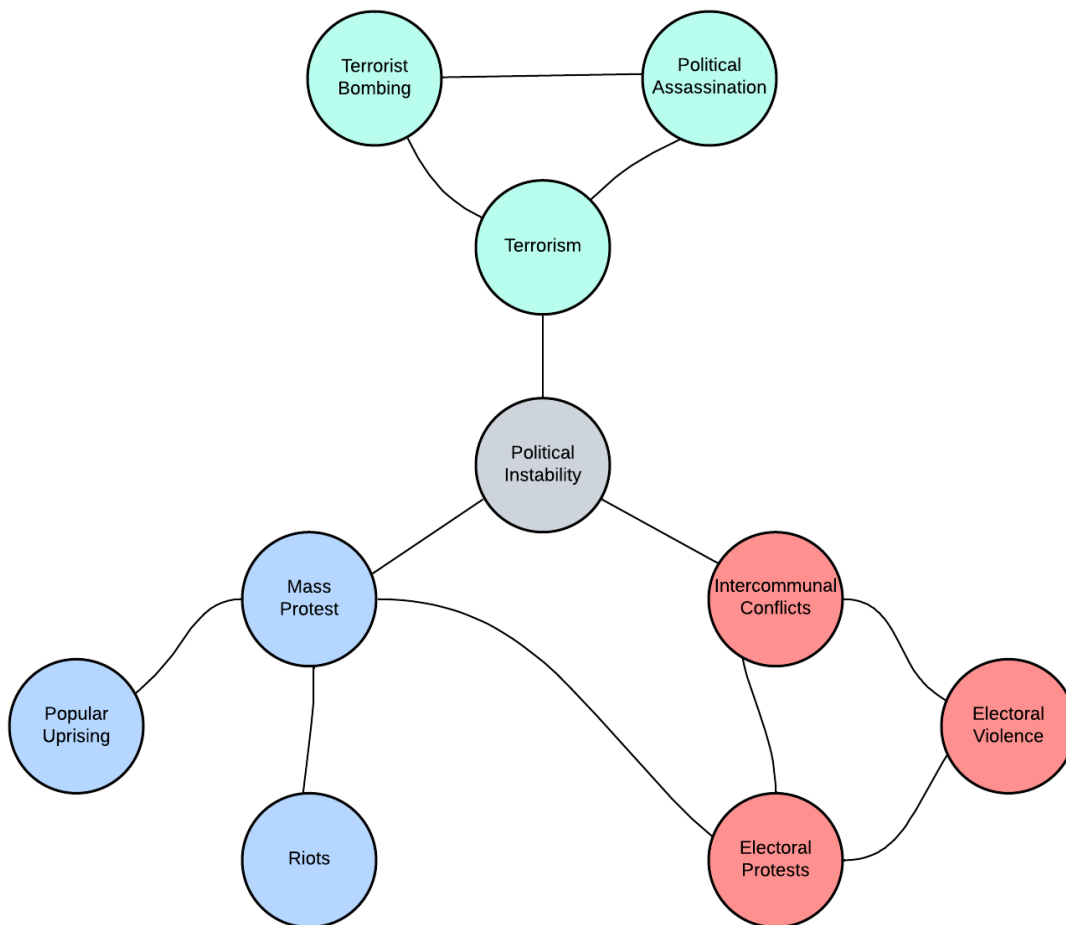 Terrorist
Bombing
Political
Assassination
Terrorism
Political
Instability
Mass
Protest
Intercommunal
Conflicts
Popular
Uprising
Electoral
Violence
Riots
Electoral
Protests